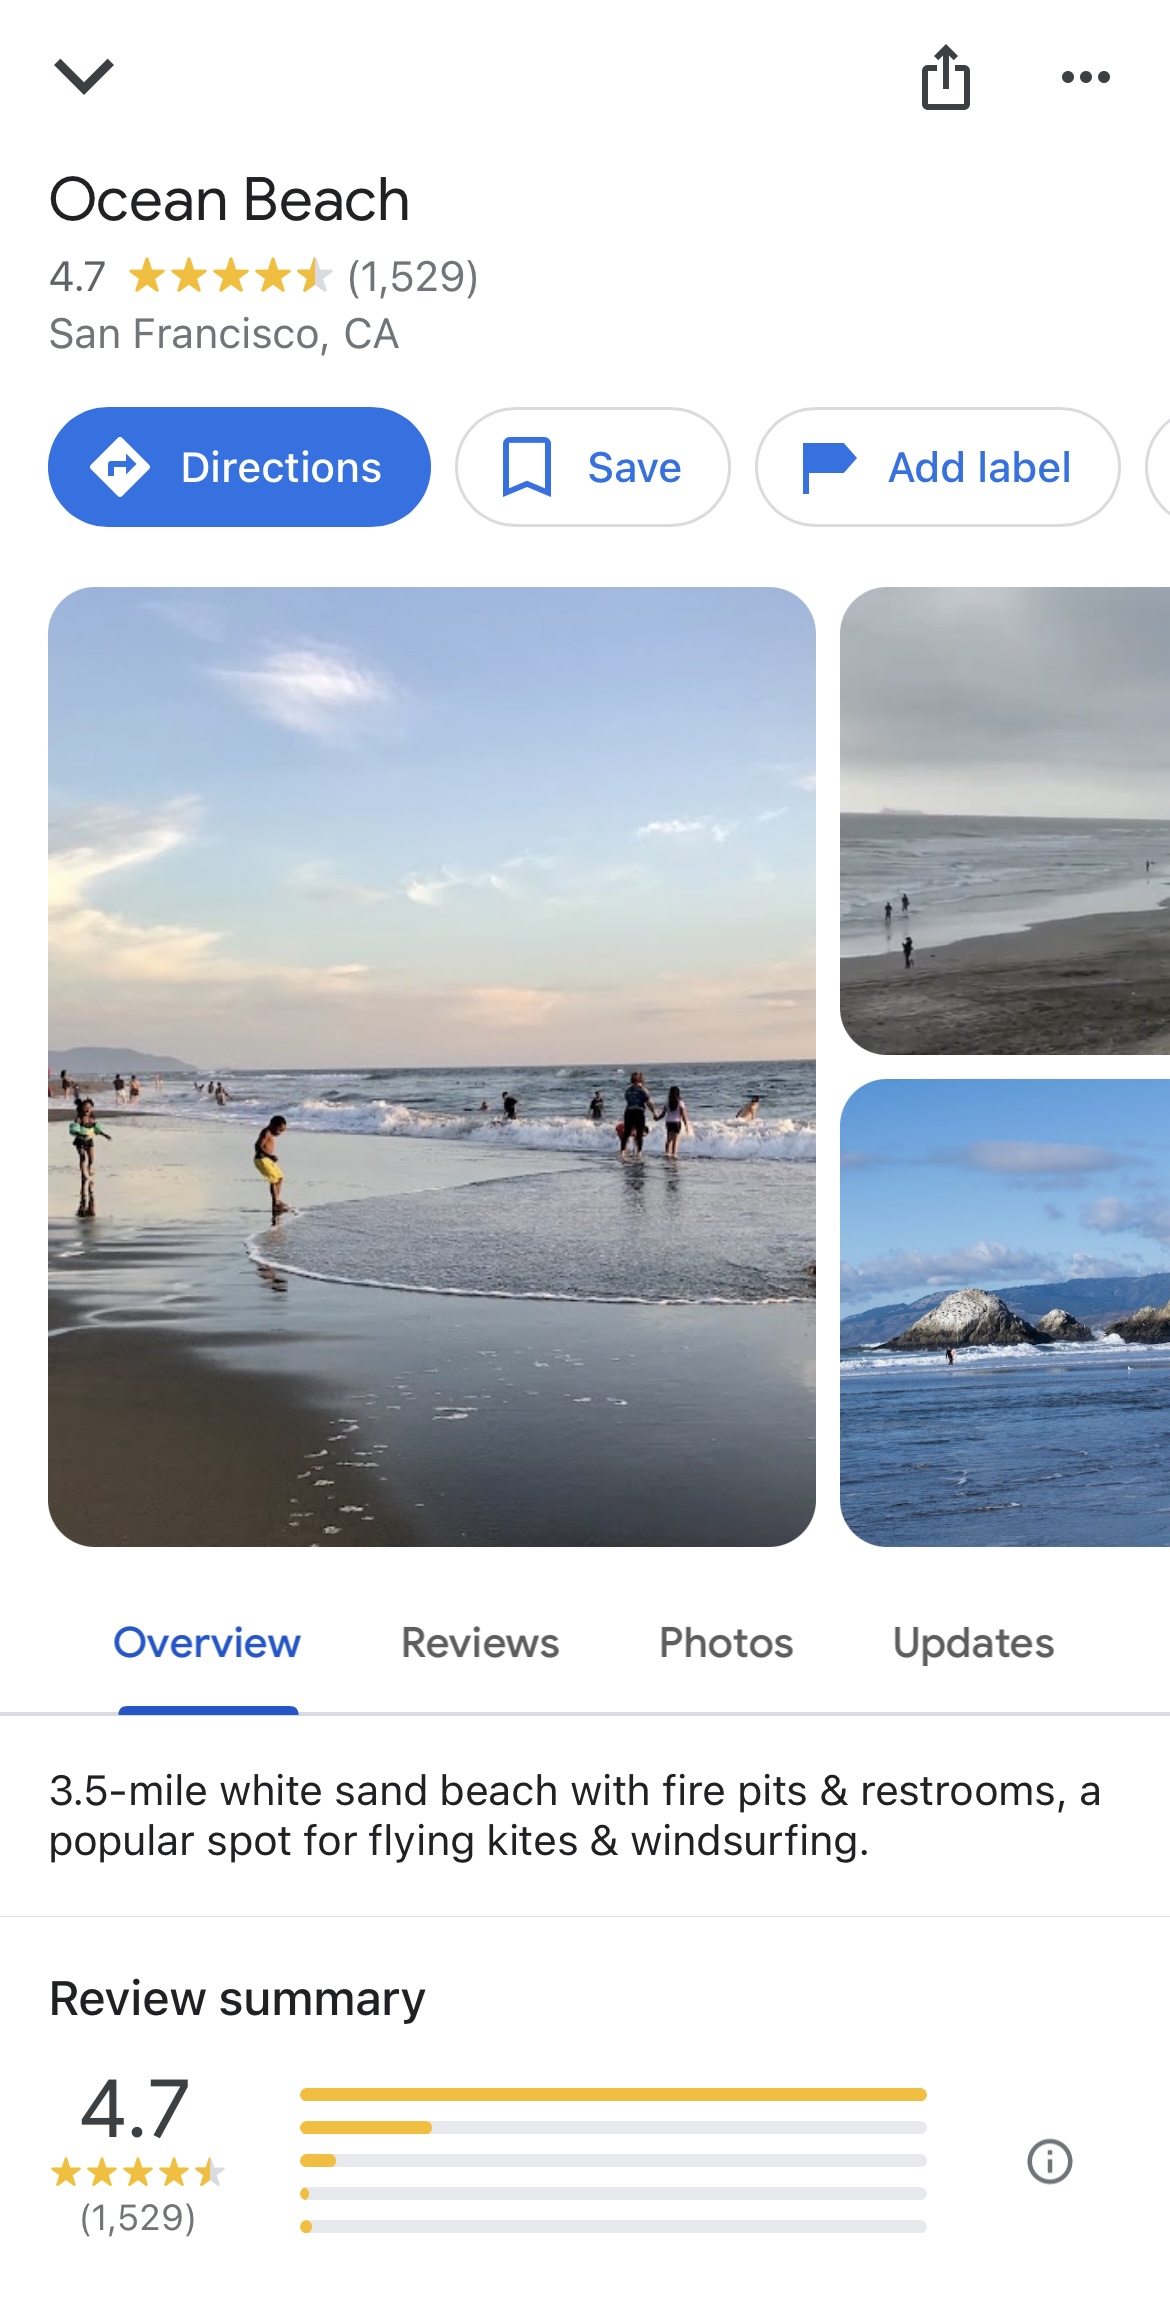 Ocean Beach
4.7 (1,529)
San Francisco, CA
Directions Save Add label
Overview Reviews Photos Updates
3.5-mile white sand beach with fire pits & restrooms, a
popular spot for flying kites & windsurfing.
Review summary
4.7
(1,529)